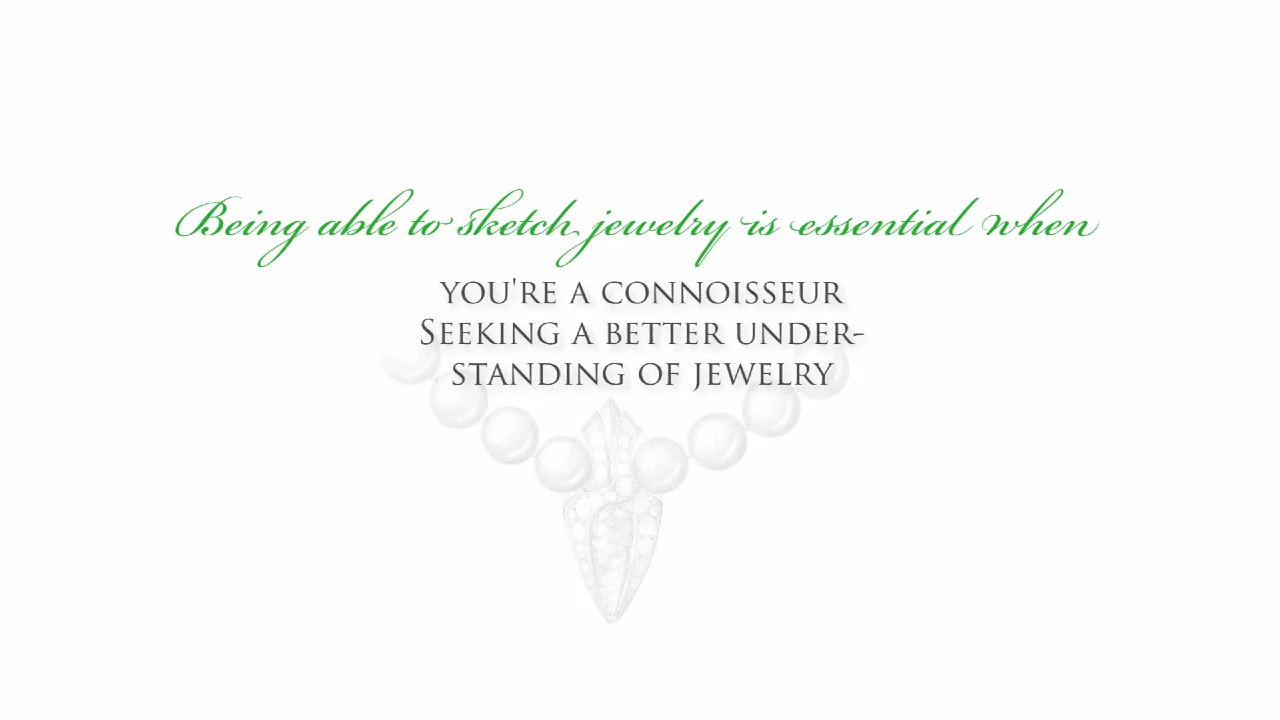 Being able to sketch jewelry is essential when
you're a connoisseur
Seeking a better under-
standing of jewelry